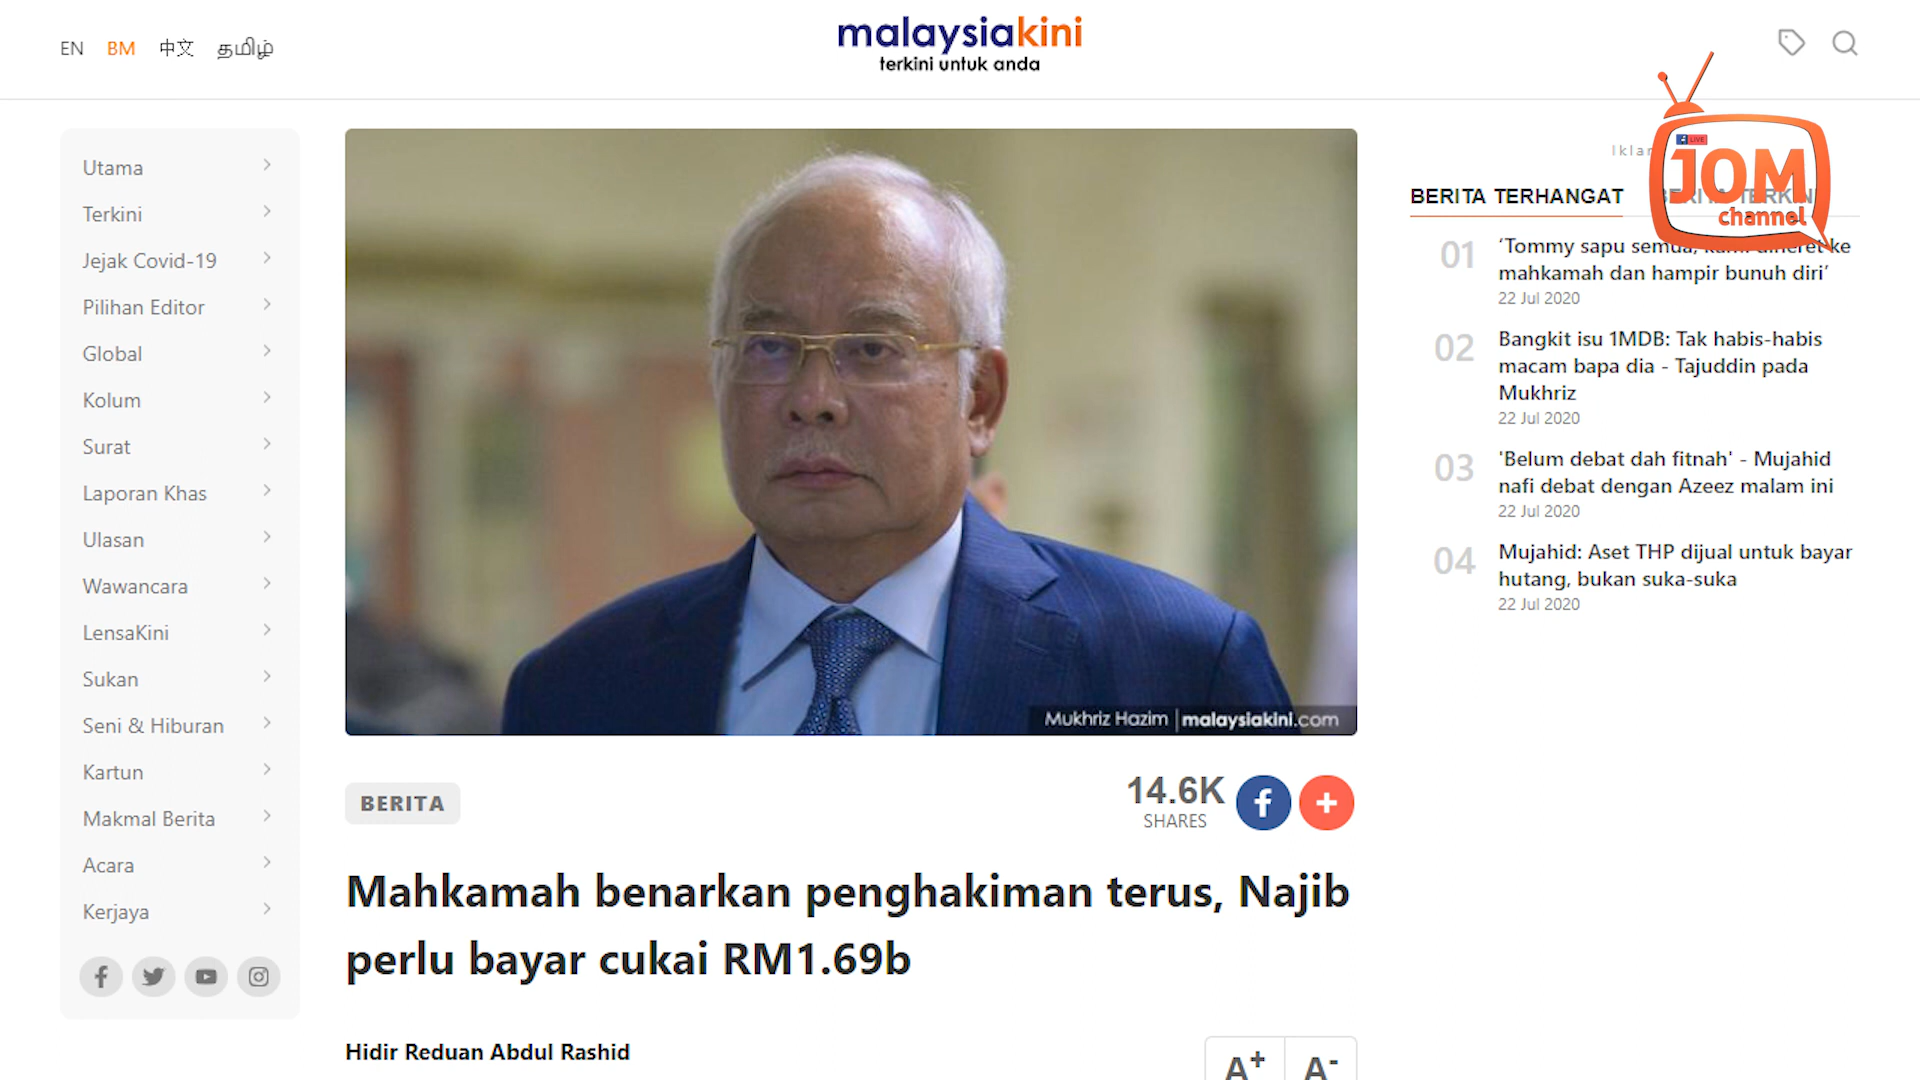 EN BM 中文 தமிழ்
malaysiakini
terkini untuk anda
Utama
Terkini
Jejak Covid-19
Pilihan Editor
Global
Kolum
Surat
Laporan Khas
Ulasan
Wawancara
LensaKini
Sukan
Seni & Hiburan
Kartun
Makmal Berita
Acara
Kerjaya
Mukhriz Hazim | malaysiakini.com
BERITA
14.6K
SHARES
Mahkamah benarkan penghakiman terus, Najib
perlu bayar cukai RM1.69b
Hidir Reduan Abdul Rashid
A+ A-
LIVE
JOM
channel
BERITA TERHANGAT BERITA TERKINI
01
‘Tommy sapu semua, ke
mahkamah dan hampir bunuh diri’
22 Jul 2020
02
Bangkit isu 1MDB: Tak habis-habis
macam bapa dia - Tajuddin pada
Mukhriz
22 Jul 2020
03
'Belum debat dah fitnah' - Mujahid
nafi debat dengan Azeez malam ini
22 Jul 2020
04
Mujahid: Aset THP dijual untuk bayar
hutang, bukan suka-suka
22 Jul 2020